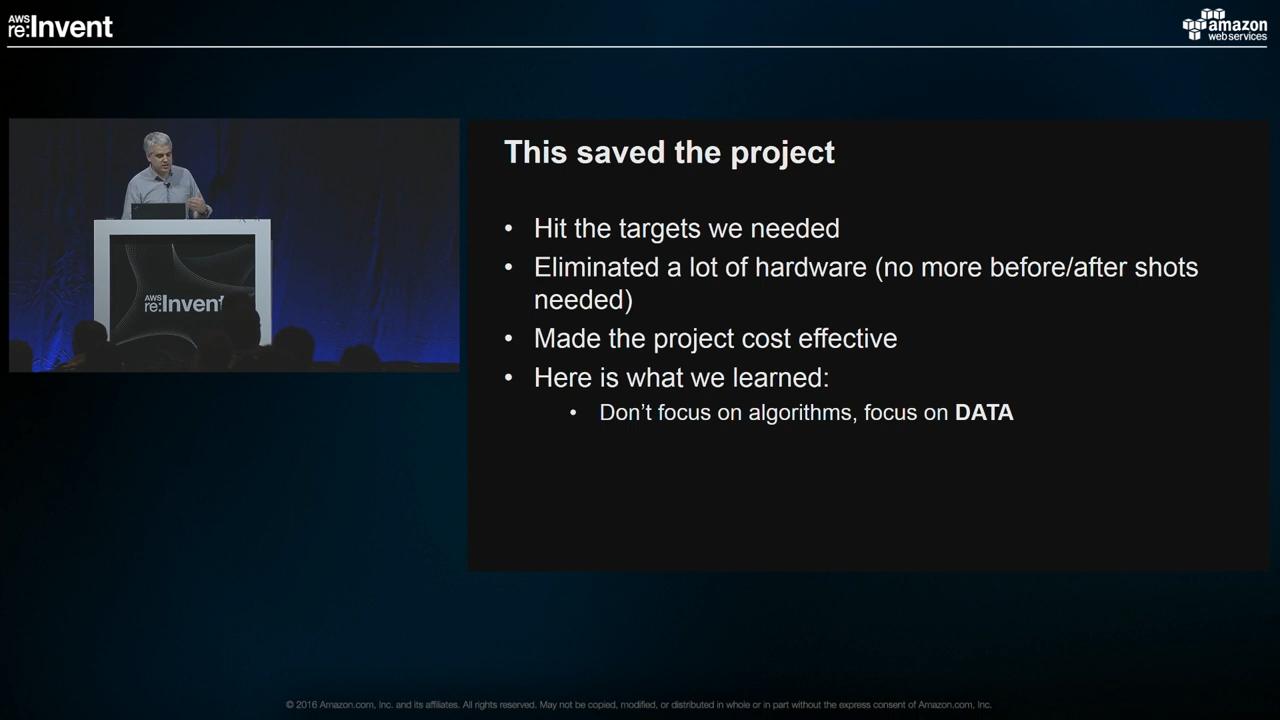 AWS
re:Invent
amazon
web services
This saved the project
• Hit the targets we needed
• Eliminated a lot of hardware (no more before/after shots
needed)
• Made the project cost effective
• Here is what we learned:
• Don’t focus on algorithms, focus on DATA
AWS
re:Invent
© 2016 Amazon.com, Inc. and its affiliates. All rights reserved. May not be copied, modified, or distributed in whole or in part without the express consent of Amazon.com, Inc.